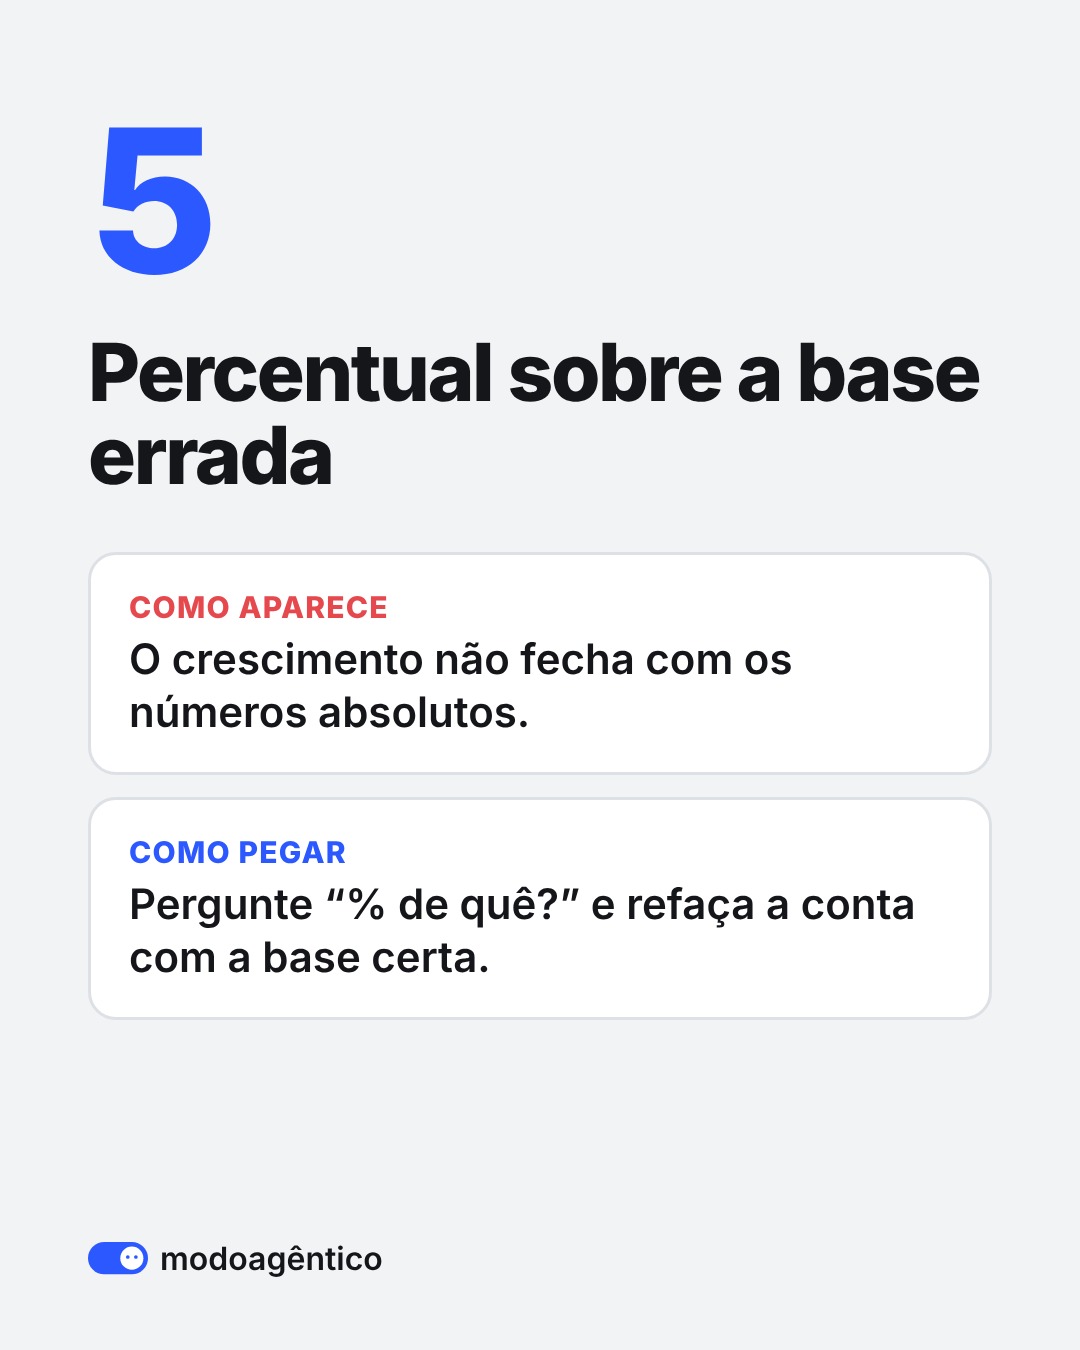 5
Percentual sobre a base
errada
COMO APARECE
O crescimento não fecha com os
números absolutos.
COMO PEGAR
Pergunte “% de quê?” e refaça a conta
com a base certa.
modoagêntico